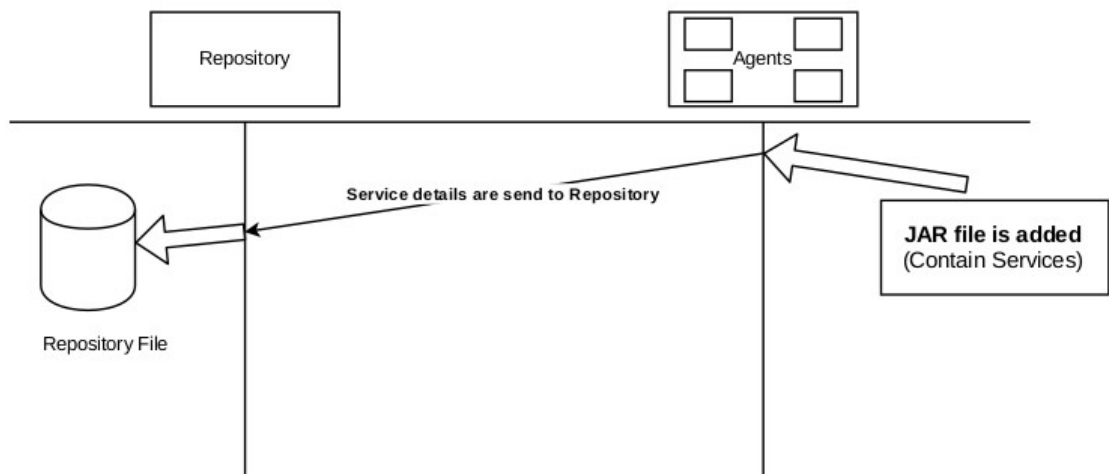 Repository
Agents
Service details are send to Repository
JAR file is added
(Contain Services)
Repository File